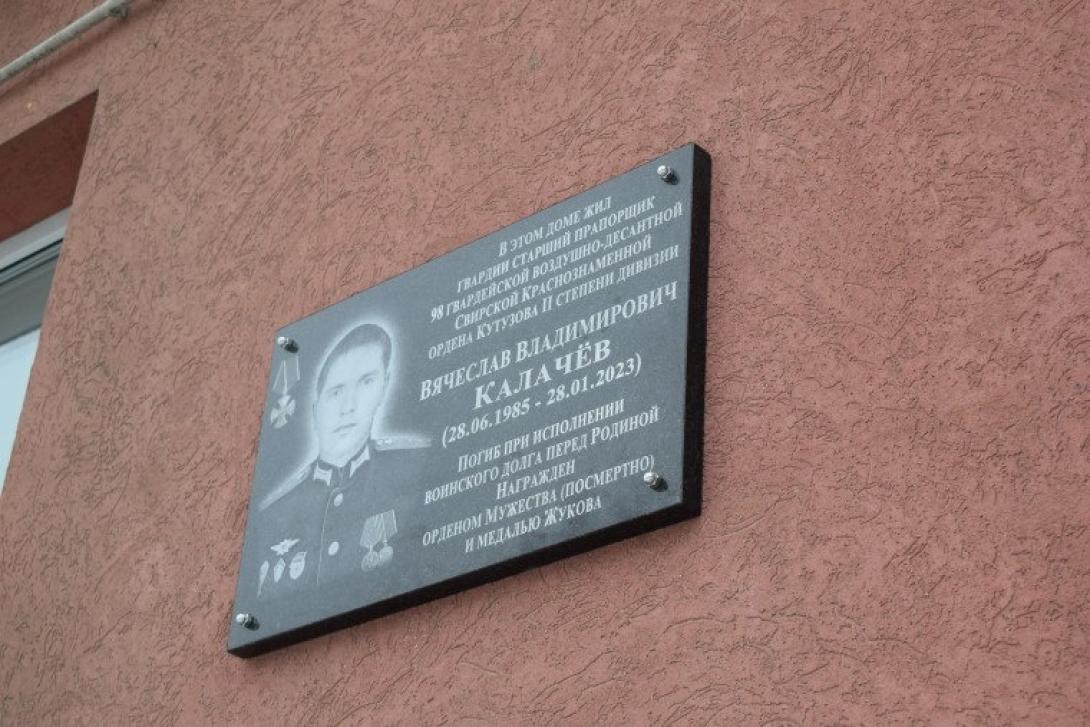 В ЭТОМ ДОМЕ ЖИЛ
ГВАРДИИ СТАРШИЙ ПРАПОРЩИК
98 ГВАРДЕЙСКОЙ ВОЗДУШНО-ДЕСАНТНОЙ
СВИРСКОЙ КРАСНОЗНАМЕННОЙ
ОРДЕНА КУТУЗОВА II СТЕПЕНИ ДИВИЗИИ
ВЯЧЕСЛАВ ВЛАДИМИРОВИЧ
КАЛАЧЁВ
(28.06.1985 - 28.01.2023)
ПОГИБ ПРИ ИСПОЛНЕНИИ
ВОИНСКОГО ДОЛГА ПЕРЕД РОДИНОЙ
НАГРАЖДЕН
ОРДЕНОМ МУЖЕСТВА (ПОСМЕРТНО)
И МЕДАЛЬЮ ЖУКОВА